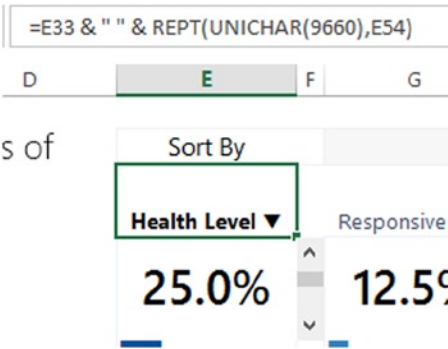 =E33 & " " & REPT(UNICHAR(9660),E54)
D E F G
s of Sort By
Health Level ▼ Responsive
25.0% 12.5%